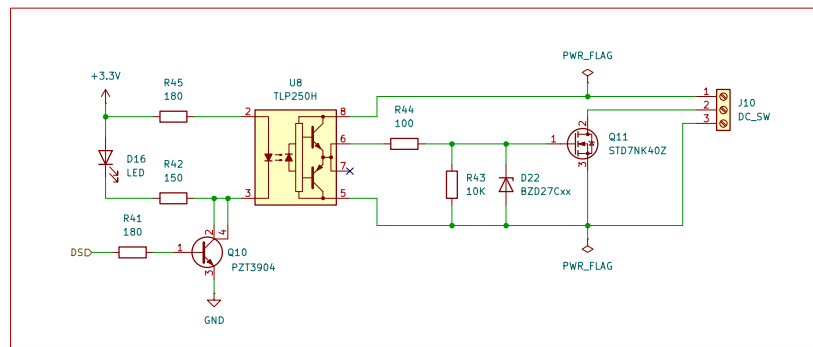 PWR_FLAG
+3.3V
R45
180
U8
TLP250H
R44
100
J10
DC_SW
1
2
3
2
8
6
7
3
5
D16
LED
R42
150
R43
10K
D22
BZD27Cxx
1
2
3
Q11
STD7NK40Z
R41
180
DS
1
2
4
3
Q10
PZT3904
GND
PWR_FLAG